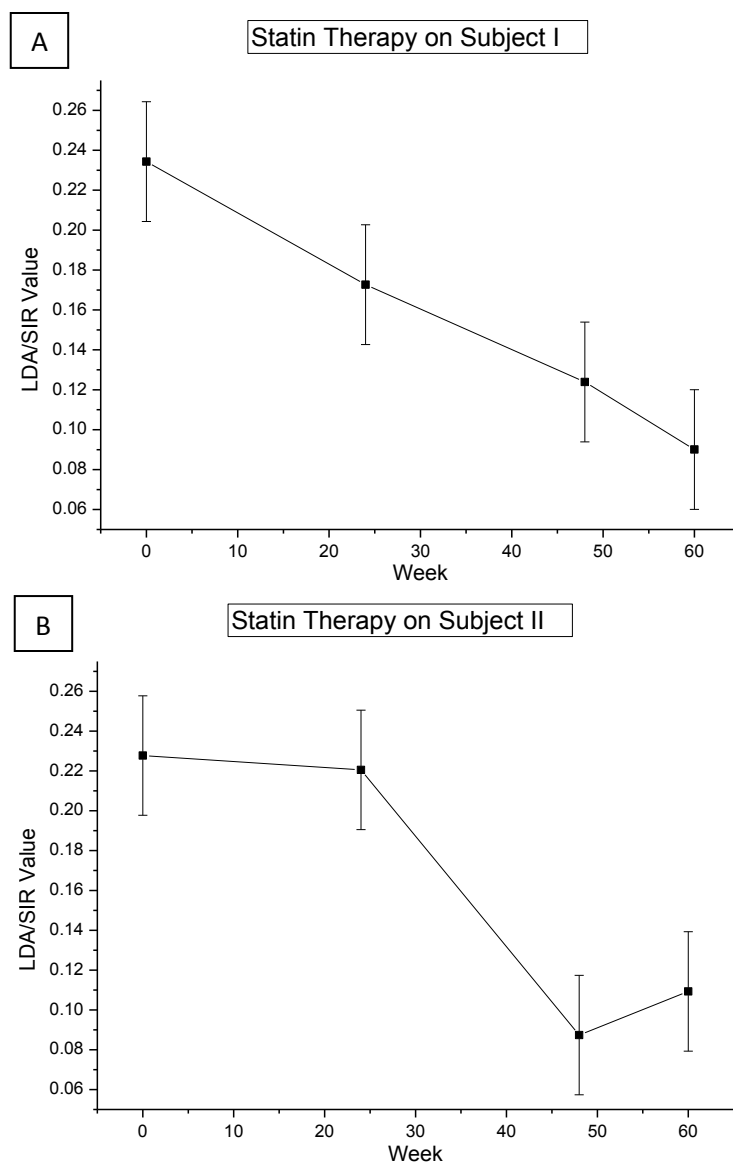 A
Statin Therapy on Subject I
0.26
0.24
0.22
0.20
0.18
0.16
0.14
0.12
0.10
0.08
0.06
LDA/SIR Value
0 10 20 30 40 50 60
Week
B
Statin Therapy on Subject II
0.26
0.24
0.22
0.20
0.18
0.16
0.14
0.12
0.10
0.08
0.06
LDA/SIR Value
0 10 20 30 40 50 60
Week